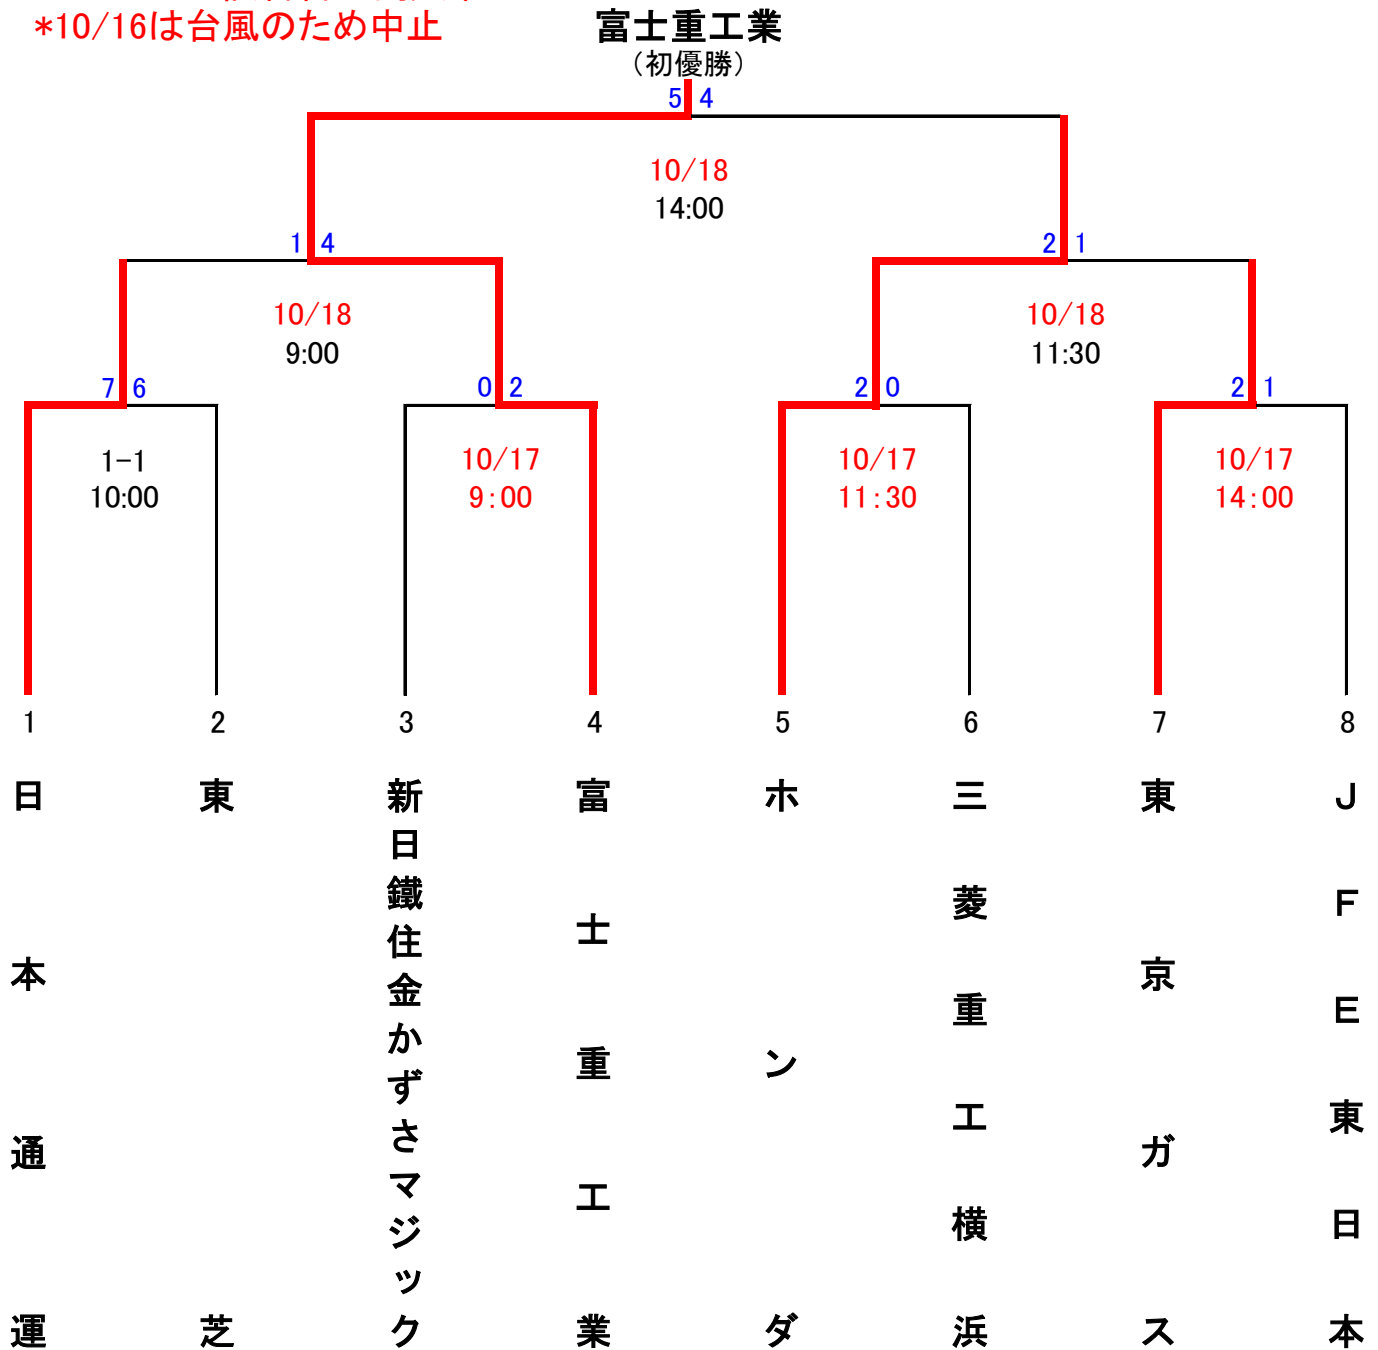 *10/16は台風のため中止
富士重工業
（初優勝）
5 4
10/18
14:00
1 4
2 1
10/18
9:00
10/18
11:30
7 6
0 2
2 0
2 1
1-1
10:00
10/17
9:00
10/17
11:30
10/17
14:00
1
2
3
4
5
6
7
8
日本通運
東芝
新日鐵住金かずさマジック
富士重工業
ホンダ
三菱重工横浜
東京ガス
ＪＦＥ東日本